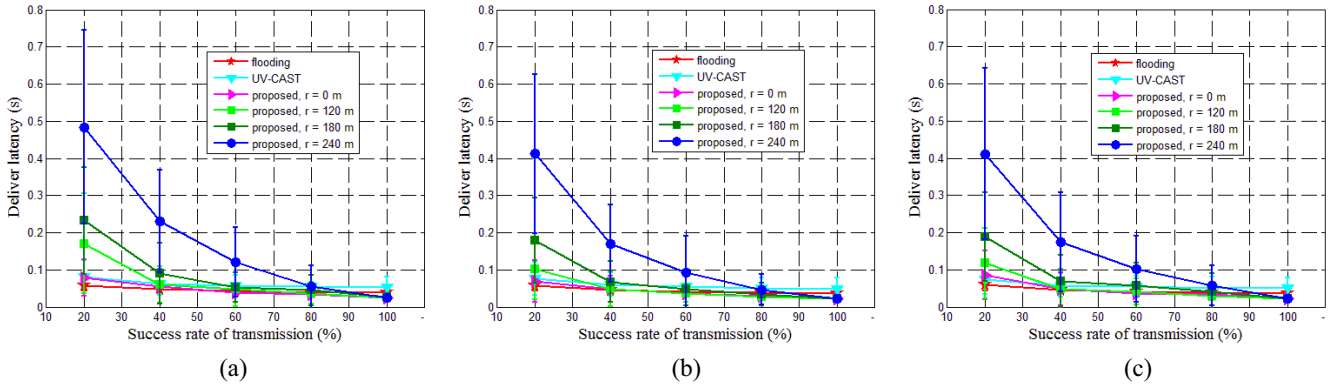 0.8
0.7
0.6
0.5
0.4
0.3
0.2
0.1
0
Deliver latency (s)
flooding
UV-CAST
proposed, r = 0 m
proposed, r = 120 m
proposed, r = 180 m
proposed, r = 240 m
10 20 30 40 50 60 70 80 90 100 -
Success rate of transmission (%)
(a)
0.8
0.7
0.6
0.5
0.4
0.3
0.2
0.1
0
Deliver latency (s)
flooding
UV-CAST
proposed, r = 0 m
proposed, r = 120 m
proposed, r = 180 m
proposed, r = 240 m
10 20 30 40 50 60 70 80 90 100 -
Success rate of transmission (%)
(b)
0.8
0.7
0.6
0.5
0.4
0.3
0.2
0.1
0
Deliver latency (s)
flooding
UV-CAST
proposed, r = 0 m
proposed, r = 120 m
proposed, r = 180 m
proposed, r = 240 m
10 20 30 40 50 60 70 80 90 100 -
Success rate of transmission (%)
(c)